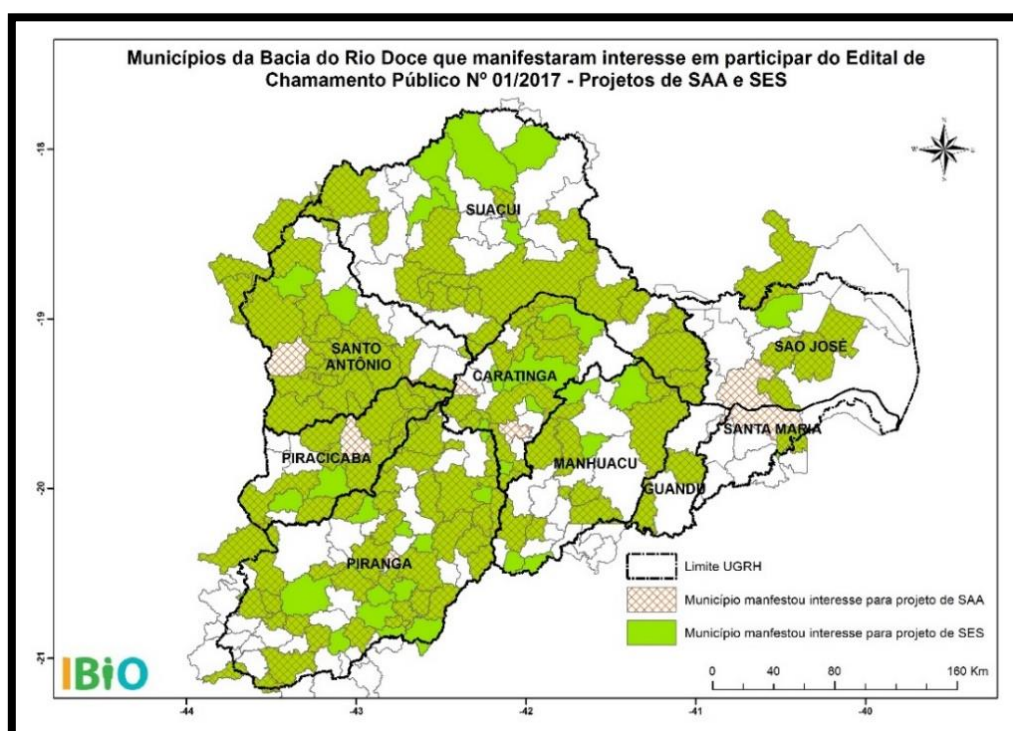 Municípios da Bacia do Rio Doce que manifestaram interesse em participar do Edital de
Chamamento Público Nº 01/2017 - Projetos de SAA e SES
N
W
E
S
-18
-19
-20
-21
SUAÇUI
SANTO
ANTÔNIO
CARATINGA
SAO JOSÉ
SANTA MARIA
PIRACICABA
MANHUACU
GUANDU
PIRANGA
Limite UGRH
Município manfestou interesse para projeto de SAA
Município manfestou interesse para projeto de SES
0 40 80 160 Km
IBiO
-44 -43 -42 -41 -40